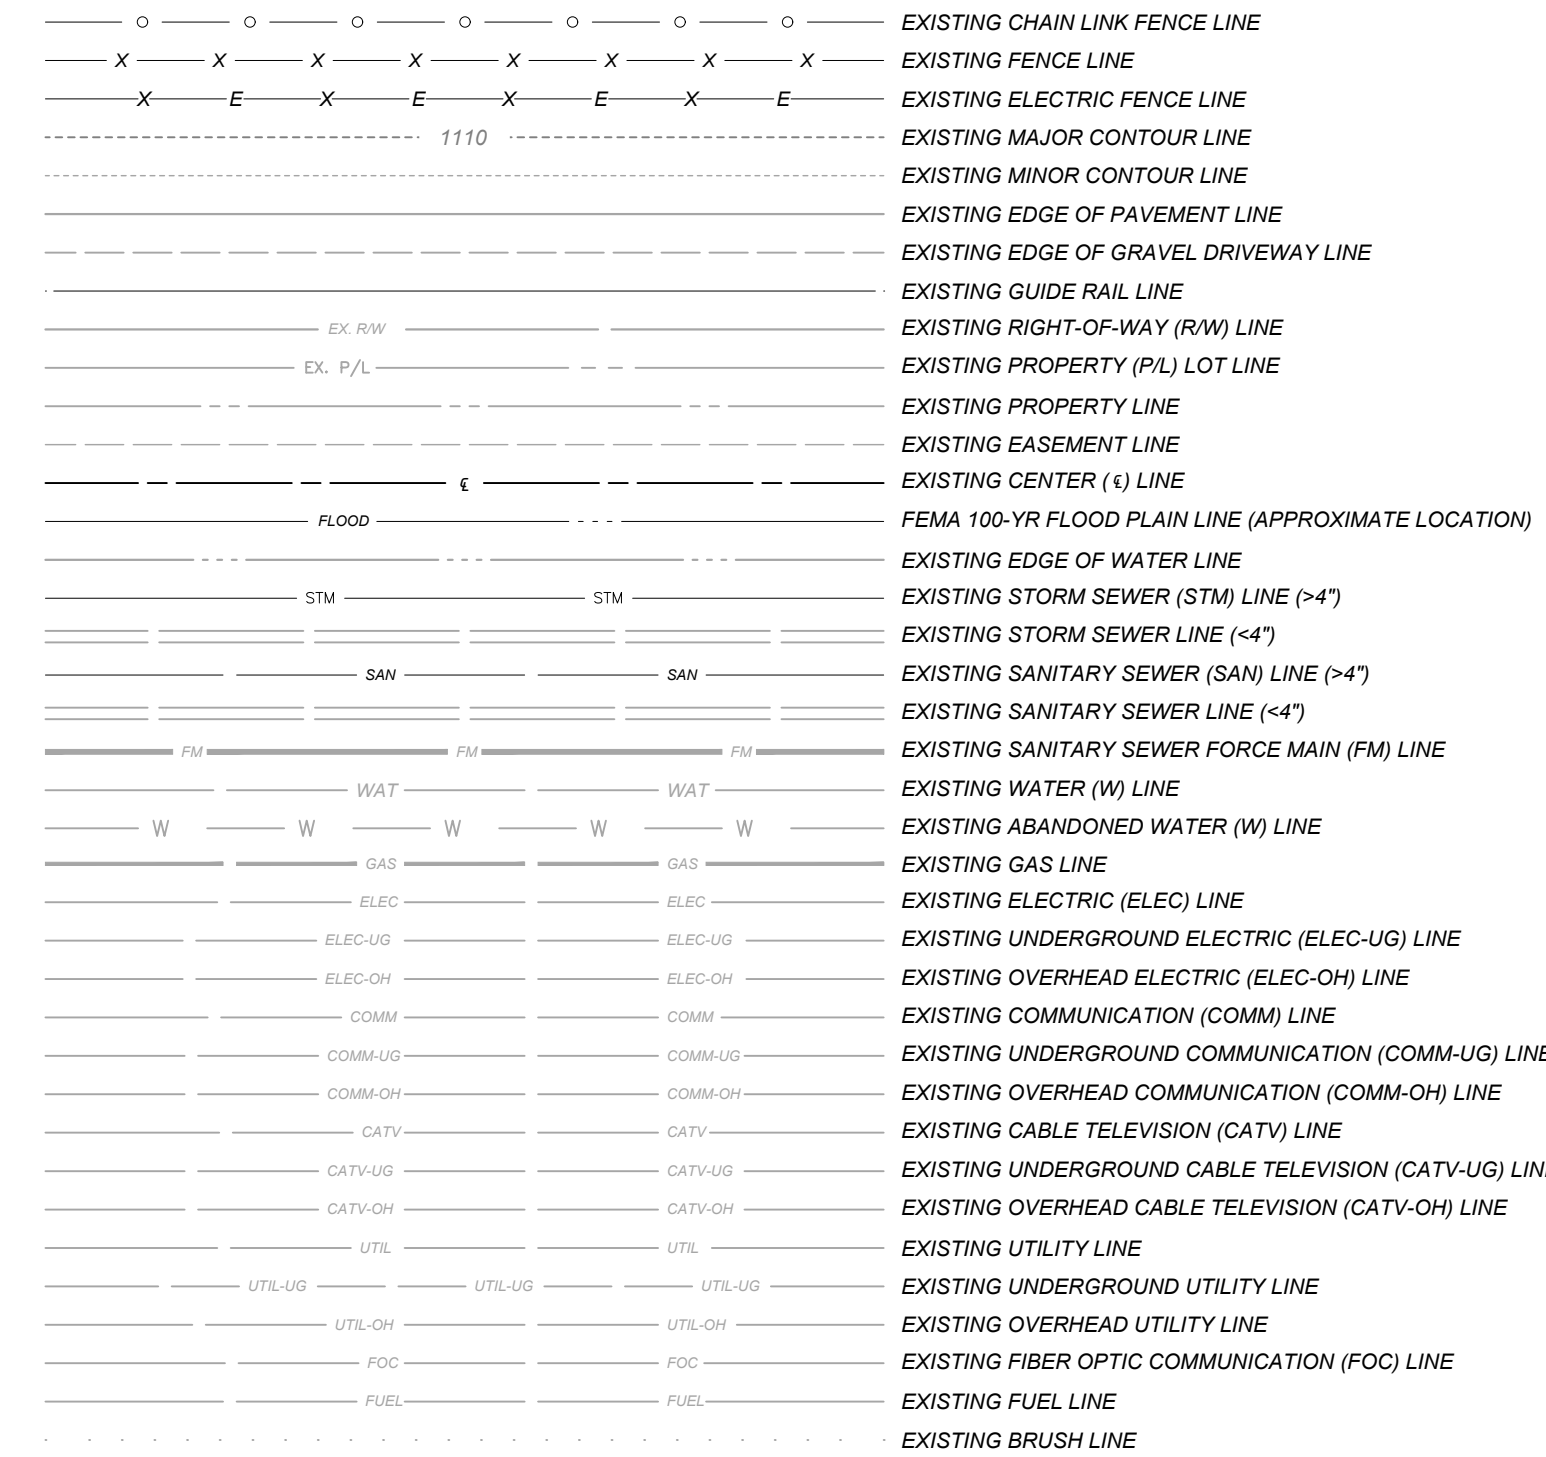 EXISTING CHAIN LINK FENCE LINE
X X X X X X X X EXISTING FENCE LINE
X E X E X E X E EXISTING ELECTRIC FENCE LINE
1110 EXISTING MAJOR CONTOUR LINE
EXISTING MINOR CONTOUR LINE
EXISTING EDGE OF PAVEMENT LINE
EXISTING EDGE OF GRAVEL DRIVEWAY LINE
EXISTING GUIDE RAIL LINE
EX. R/W EXISTING RIGHT-OF-WAY (R/W) LINE
EX. P/L EXISTING PROPERTY (P/L) LOT LINE
EXISTING PROPERTY LINE
EXISTING EASEMENT LINE
℄ EXISTING CENTER (℄) LINE
FLOOD FEMA 100-YR FLOOD PLAIN LINE (APPROXIMATE LOCATION)
EXISTING EDGE OF WATER LINE
STM STM EXISTING STORM SEWER (STM) LINE (>4")
EXISTING STORM SEWER LINE (<4")
SAN SAN EXISTING SANITARY SEWER (SAN) LINE (>4")
EXISTING SANITARY SEWER LINE (<4")
FM FM FM EXISTING SANITARY SEWER FORCE MAIN (FM) LINE
WAT WAT EXISTING WATER (W) LINE
W W W W W EXISTING ABANDONED WATER (W) LINE
GAS GAS EXISTING GAS LINE
ELEC ELEC EXISTING ELECTRIC (ELEC) LINE
ELEC-UG ELEC-UG EXISTING UNDERGROUND ELECTRIC (ELEC-UG) LINE
ELEC-OH ELEC-OH EXISTING OVERHEAD ELECTRIC (ELEC-OH) LINE
COMM COMM EXISTING COMMUNICATION (COMM) LINE
COMM-UG COMM-UG EXISTING UNDERGROUND COMMUNICATION (COMM-UG) LINE
COMM-OH COMM-OH EXISTING OVERHEAD COMMUNICATION (COMM-OH) LINE
CATV CATV EXISTING CABLE TELEVISION (CATV) LINE
CATV-UG CATV-UG EXISTING UNDERGROUND CABLE TELEVISION (CATV-UG) LIN
CATV-OH CATV-OH EXISTING OVERHEAD CABLE TELEVISION (CATV-OH) LINE
UTIL UTIL EXISTING UTILITY LINE
UTIL-UG UTIL-UG UTIL-UG EXISTING UNDERGROUND UTILITY LINE
UTIL-OH UTIL-OH EXISTING OVERHEAD UTILITY LINE
FOC FOC EXISTING FIBER OPTIC COMMUNICATION (FOC) LINE
FUEL FUEL EXISTING FUEL LINE
EXISTING BRUSH LINE